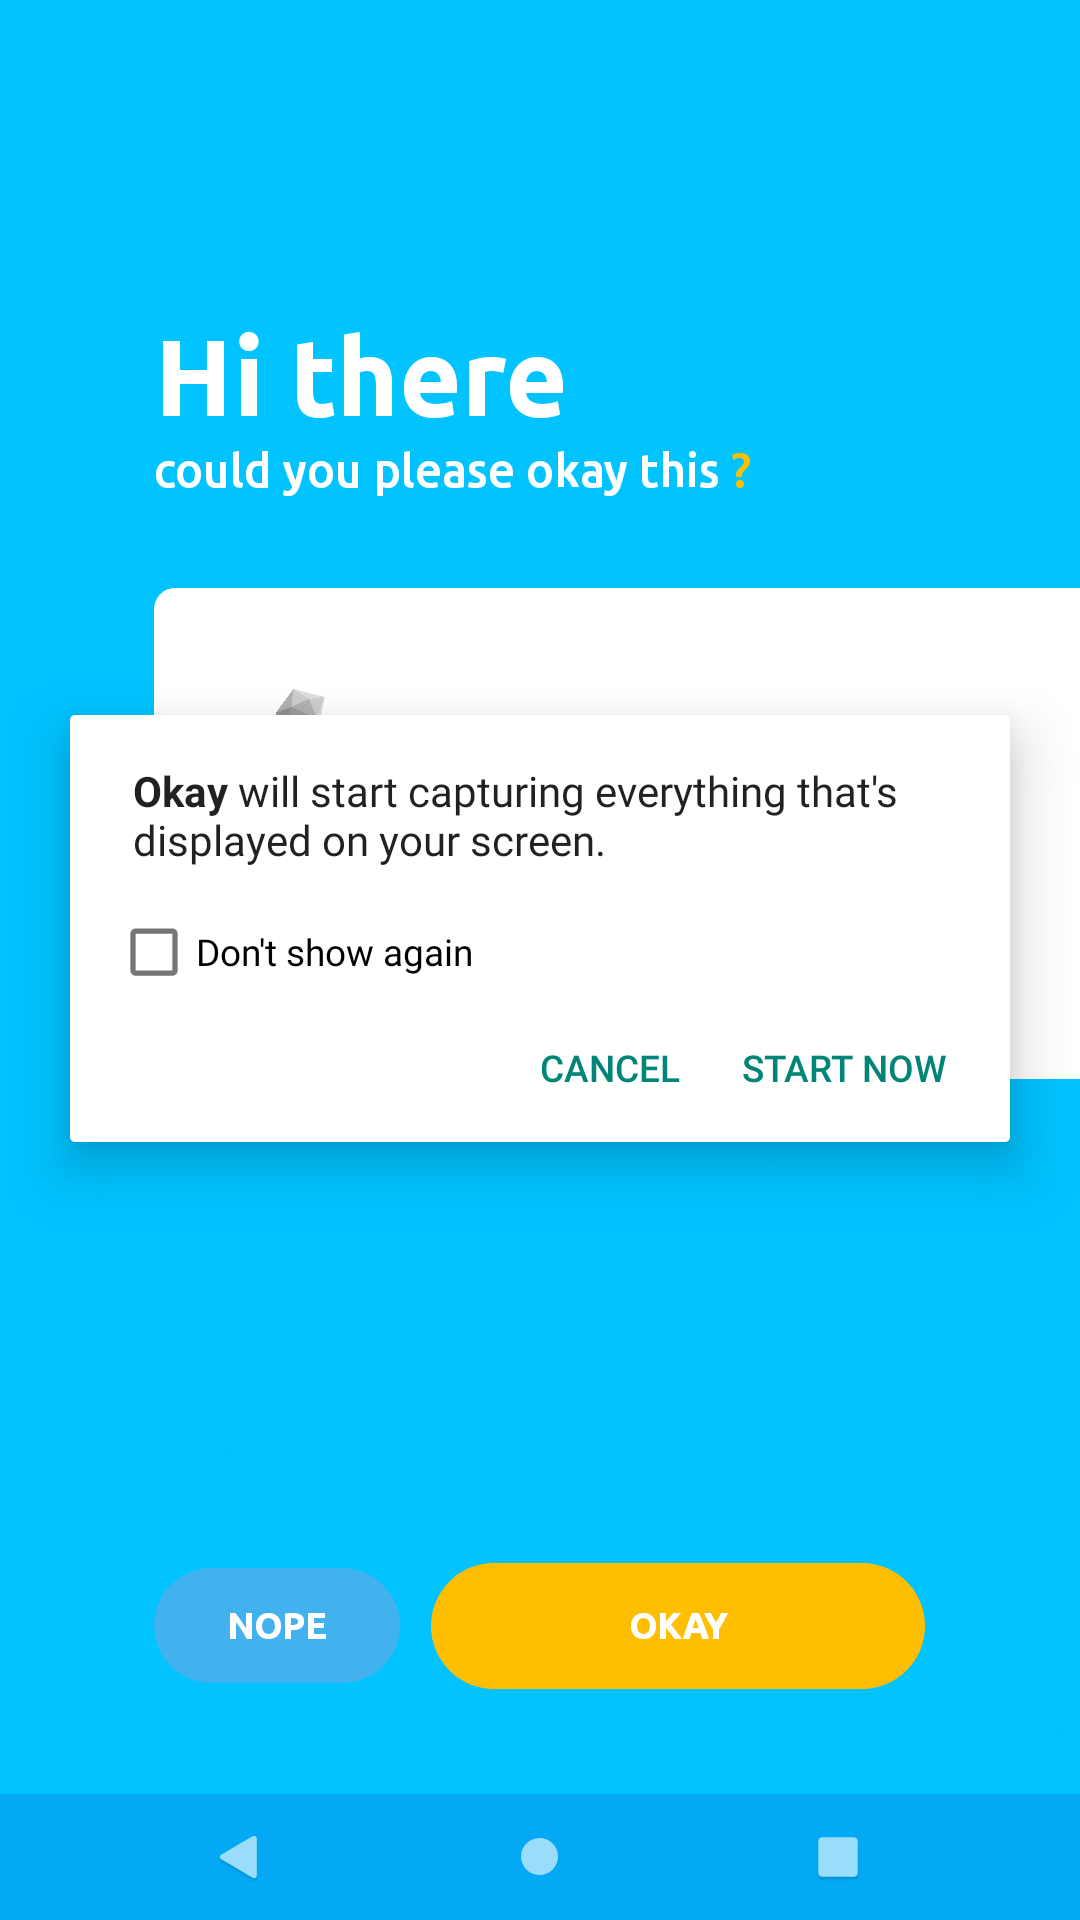 Hi there
could you please okay this ?
Okay will start capturing everything that's
displayed on your screen.
Don't show again
CANCEL START NOW
NOPE OKAY